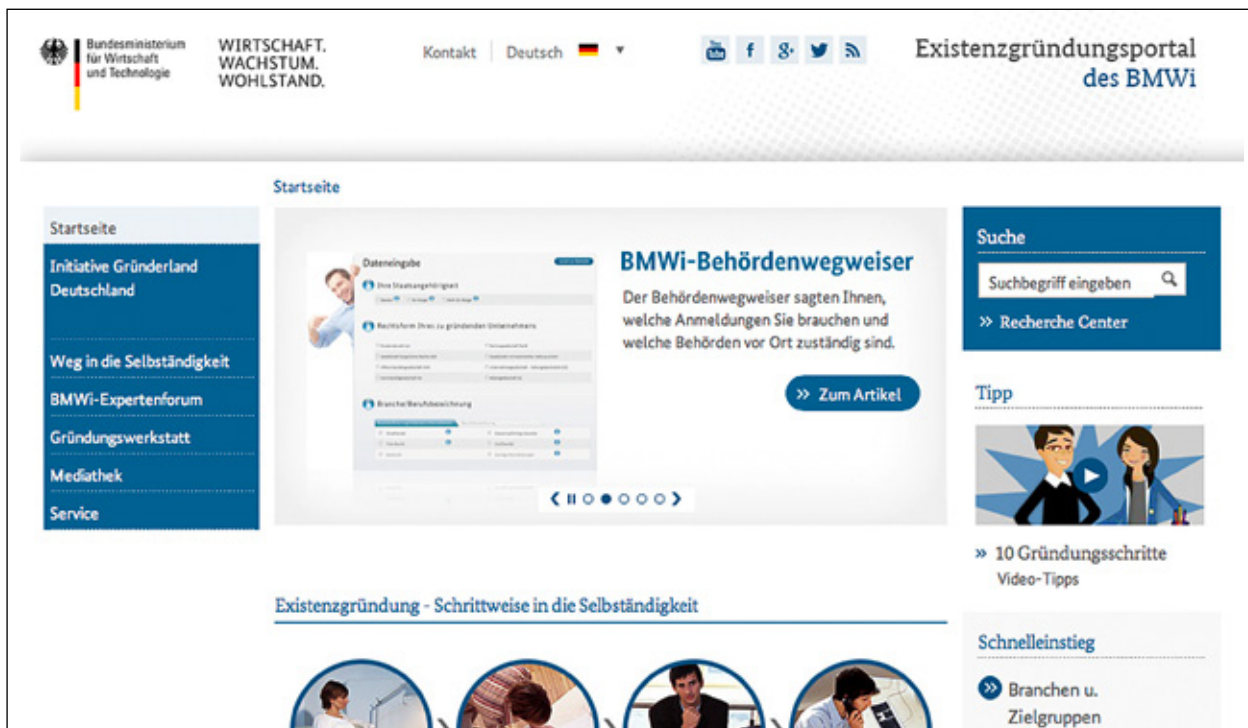 Bundesministerium
für Wirtschaft
und Technologie
WIRTSCHAFT.
WACHSTUM.
WOHLSTAND.
Kontakt
Deutsch
You Tube
f
8+
Existenzgründungsportal
des BMWi
Startseite
Startseite
Initiative Gründerland
Deutschland
Weg in die Selbständigkeit
BMWi-Expertenforum
Gründungswerkstatt
Mediathek
Service
Dateneingabe
Ihre Staatsangehörigkeit
Rechtsform Ihres zu gründenden Unternehmens
Branche/Berufsbezeichnung
BMWi-Behördenwegweiser
Der Behördenwegweiser sagten Ihnen,
welche Anmeldungen Sie brauchen und
welche Behörden vor Ort zuständig sind.
» Zum Artikel
Suche
Suchbegriff eingeben
» Recherche Center
Tipp
» 10 Gründungsschritte
Video-Tipps
Existenzgründung - Schrittweise in die Selbständigkeit
Schnelleinstieg
» Branchen u.
Zielgruppen